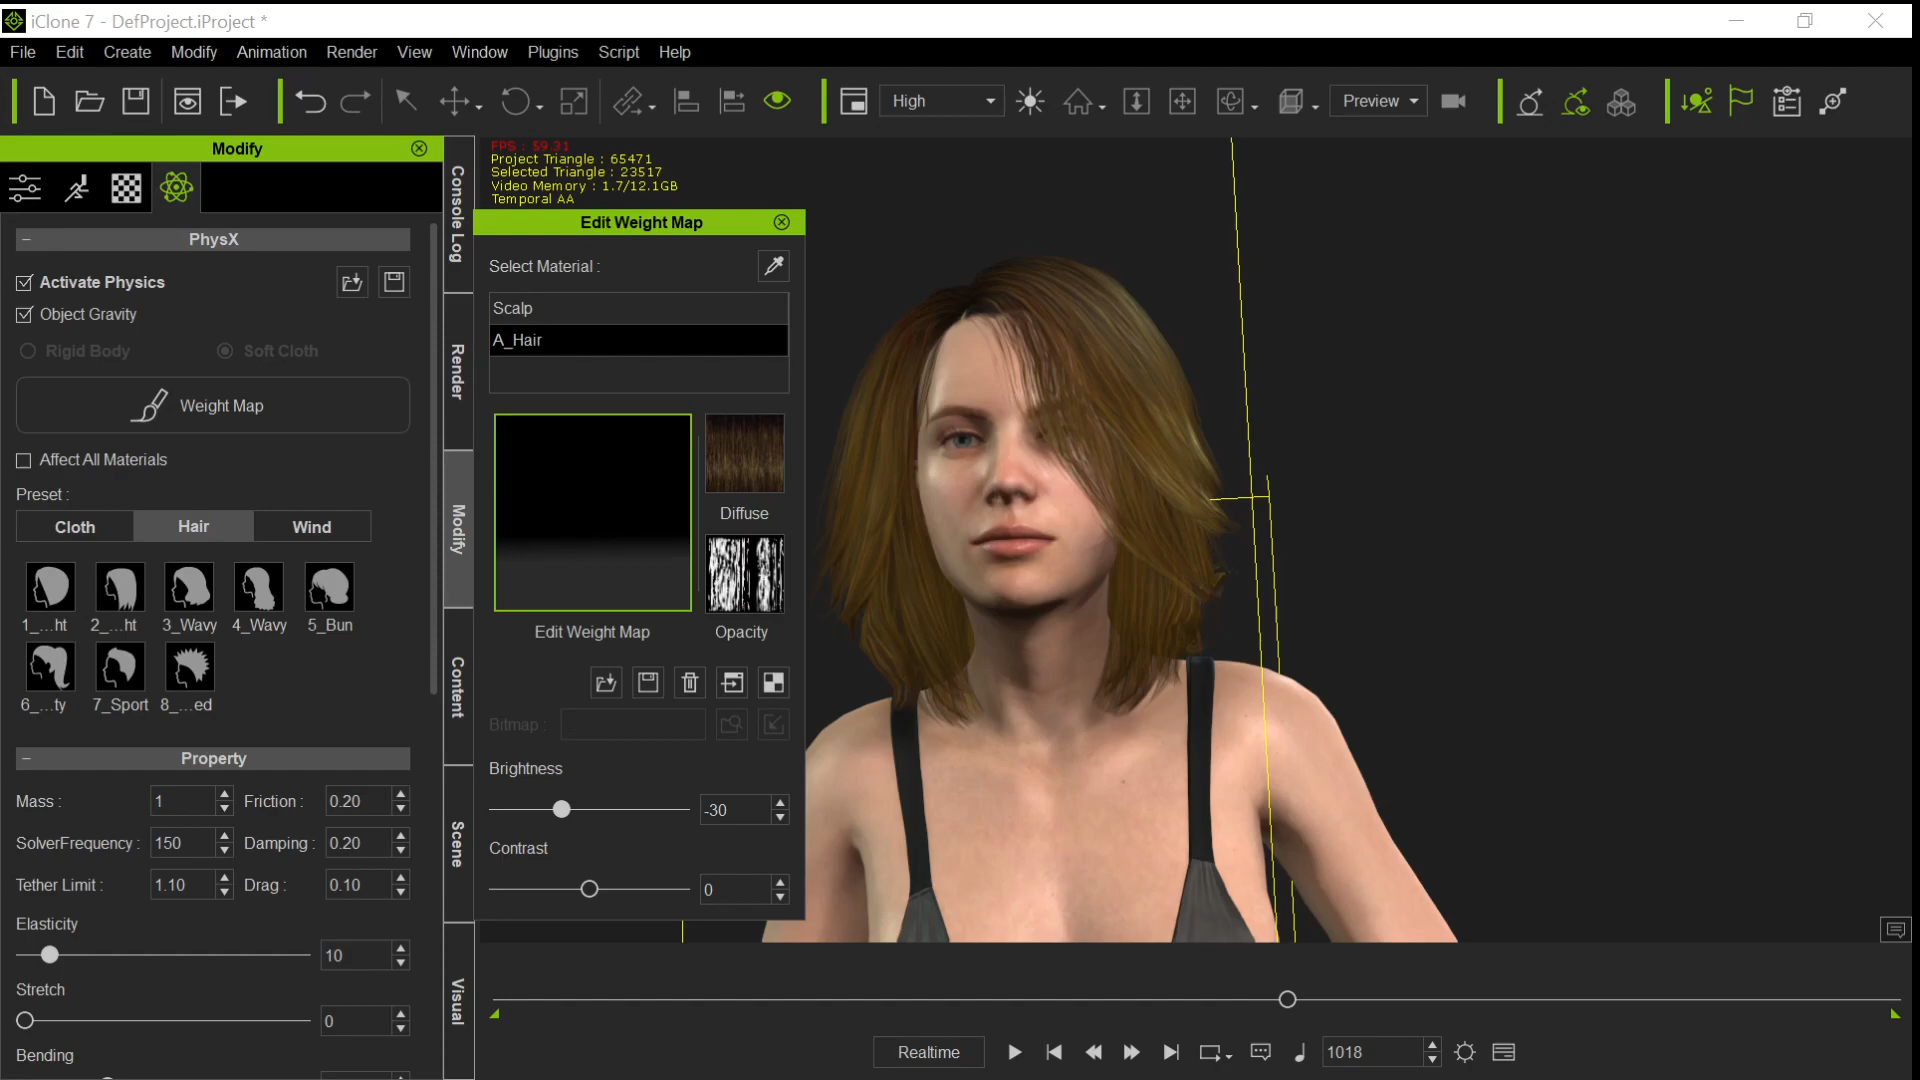 iClone 7 - DefProject.iProject *
File Edit Create Modify Animation Render View Window Plugins Script Help
High
Preview
Modify
PhysX
Activate Physics
Object Gravity
Rigid Body Soft Cloth
Weight Map
Affect All Materials
Preset :
Cloth Hair Wind
1_...ht 2_...ht 3_Wavy 4_Wavy 5_Bun
6_...ty 7_Sport 8_...ed
Property
Mass : 1 Friction : 0.20
SolverFrequency : 150 Damping : 0.20
Tether Limit : 1.10 Drag : 0.10
Elasticity
10
Stretch
0
Bending
Console Log
Render
Modify
Content
Scene
Visual
FPS : 59.31
Project Triangle : 65471
Selected Triangle : 23517
Video Memory : 1.7/12.1GB
Temporal AA
Edit Weight Map
Select Material :
Scalp
A_Hair
Diffuse
Edit Weight Map
Opacity
Bitmap :
Brightness
-30
Contrast
0
Realtime
1018